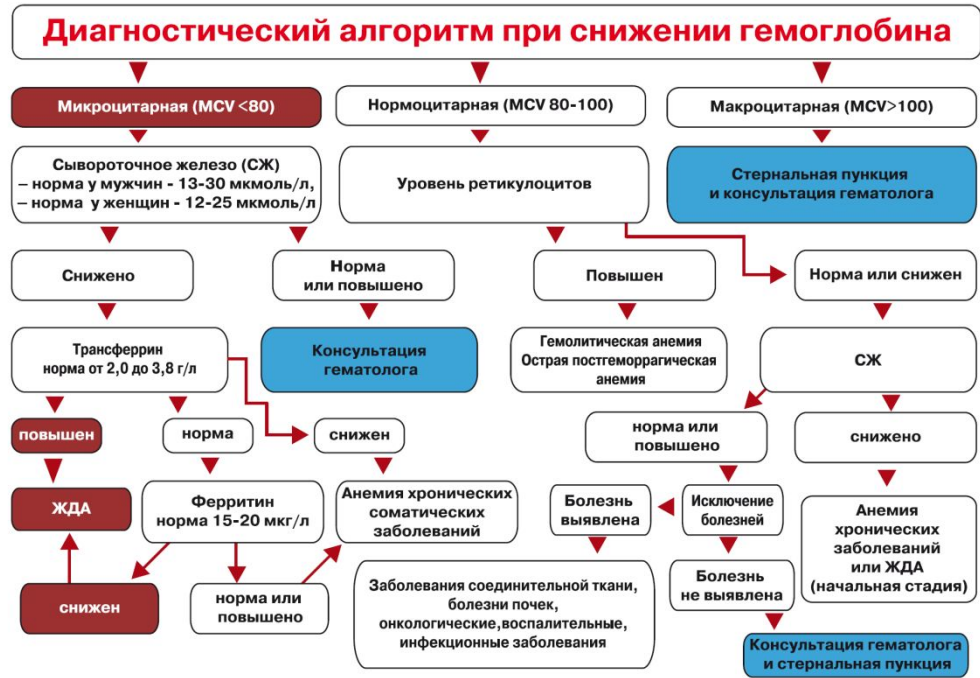 Диагностический алгоритм при снижении гемоглобина
Микроцитарная (MCV <80)
Нормоцитарная (MCV 80-100)
Макроцитарная (MCV>100)
Сывороточное железо (СЖ)
– норма у мужчин - 13-30 мкмоль/л,
– норма у женщин - 12-25 мкмоль/л
Уровень ретикулоцитов
Стернальная пункция
и консультация гематолога
Снижено
Норма
или повышено
Повышен
Норма или снижен
Трансферрин
норма от 2,0 до 3,8 г/л
Консультация
гематолога
Гемолитическая анемия
Острая постгеморрагическая
анемия
СЖ
повышен
норма
снижен
норма или
повышено
снижено
ЖДА
Ферритин
норма 15-20 мкг/л
Анемия хронических
соматических
заболеваний
Болезнь
выявлена
Исключение
болезней
Анемия
хронических
заболеваний
или ЖДА
(начальная стадия)
снижен
норма или
повышено
Заболевания соединительной ткани,
болезни почек,
онкологические,воспалительные,
инфекционные заболевания
Болезнь
не выявлена
Консультация гематолога
и стернальная пункция